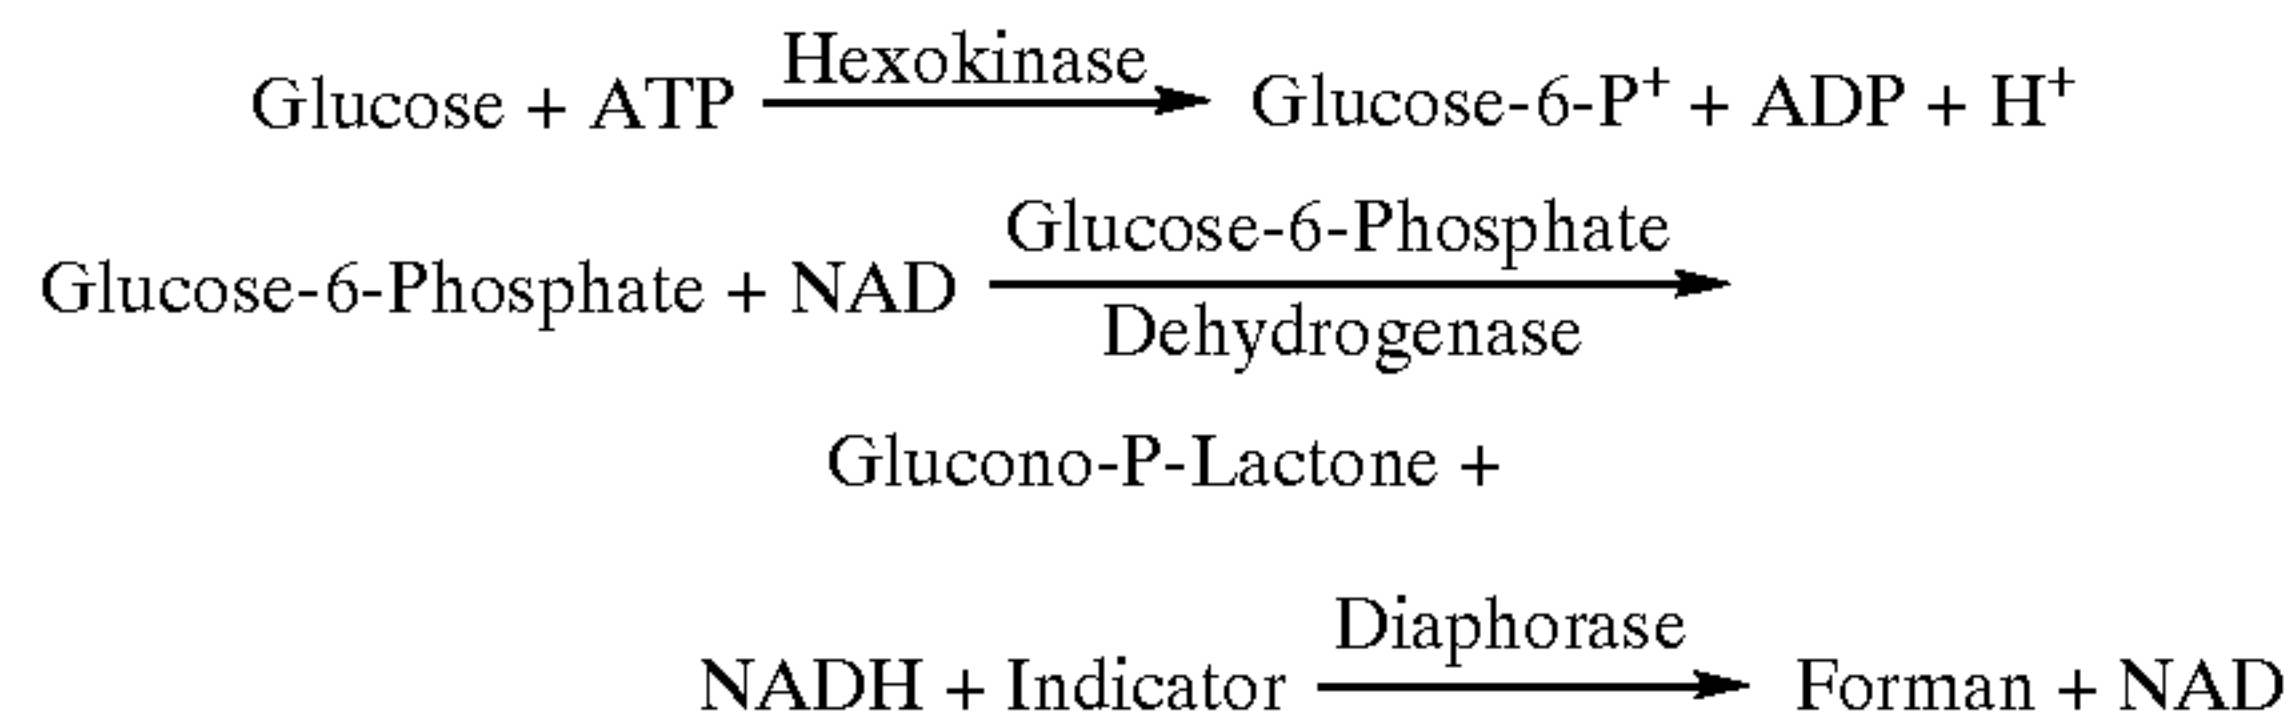 Hexokinase
Glucose + ATP ⟶ Glucose-6-P⁺ + ADP + H⁺
Glucose-6-Phosphate
Glucose-6-Phosphate + NAD ⟶
Dehydrogenase
Glucono-P-Lactone +
Diaphorase
NADH + Indicator ⟶ Forman + NAD